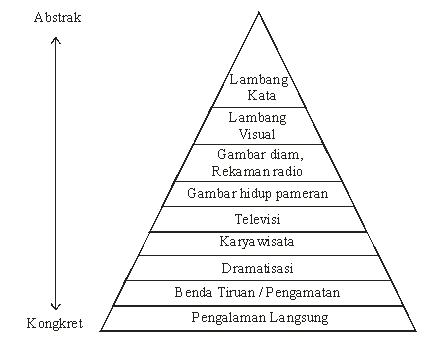 Abstrak
Lambang
Kata
Lambang
Visual
Gambar diam,
Rekaman radio
Gambar hidup pameran
Televisi
Karyawisata
Dramatisasi
Benda Tiruan / Pengamatan
Pengalaman Langsung
Kongkret